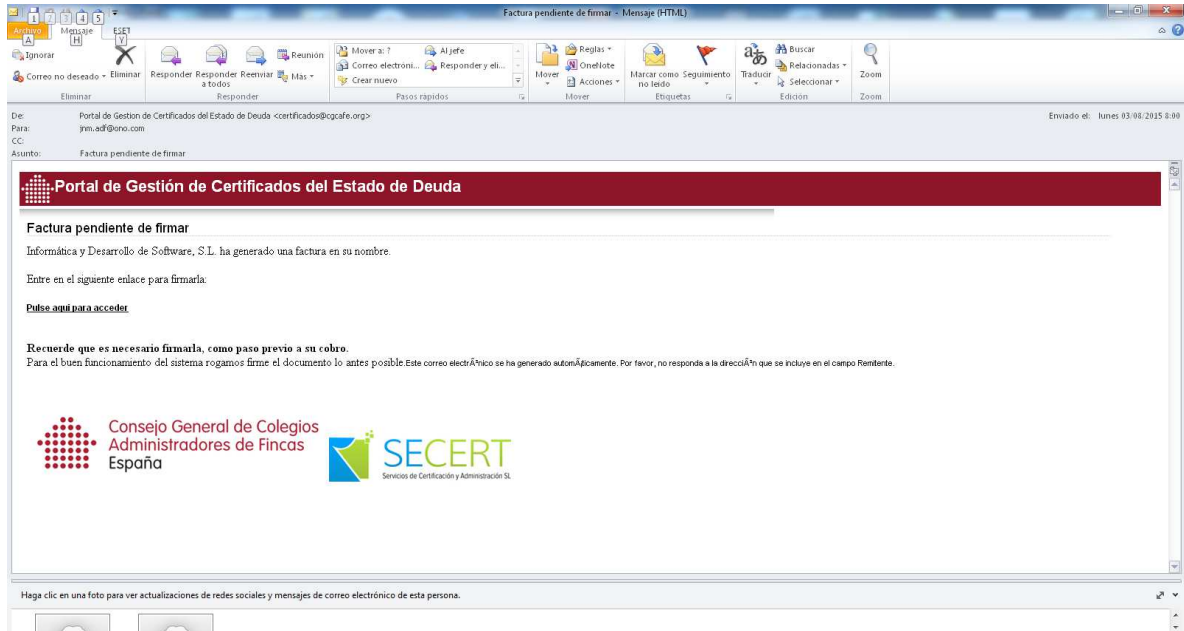 Factura pendiente de firmar - Mensaje (HTML)
1 2 3 4 5
Archivo Mensaje ESET
A H Y
Ignorar
Correo no deseado
Eliminar
Responder Responder a todos Reenviar
Reunión
Más
Mover a: ?
Correo electróni...
Crear nuevo
Al jefe
Responder y eli...
Mover
Reglas
OneNote
Acciones
Marcar como no leído
Seguimiento
Traducir
Buscar
Relacionadas
Seleccionar
Zoom
Eliminar Responder Pasos rápidos Mover Etiquetas Edición Zoom
De: Portal de Gestion de Certificados del Estado de Deuda <certificados@cgcafe.org> Enviado el: lunes 03/08/2015 8:00
Para: jnm.adf@ono.com
CC:
Asunto: Factura pendiente de firmar
Portal de Gestión de Certificados del Estado de Deuda
Factura pendiente de firmar
Informática y Desarrollo de Software, S.L. ha generado una factura en su nombre.
Entre en el siguiente enlace para firmarla:
Pulse aqui para acceder
Recuerde que es necesario firmarla, como paso previo a su cobro.
Para el buen funcionamiento del sistema rogamos firme el documento lo antes posible.Este correo electrÃ³nico se ha generado automÃ¡ticamente. Por favor, no responda a la direcciÃ³n que se incluye en el campo Remitente.
Consejo General de Colegios
Administradores de Fincas
España
SECERT
Servicios de Certificación y Administración SL
Haga clic en una foto para ver actualizaciones de redes sociales y mensajes de correo electrónico de esta persona.